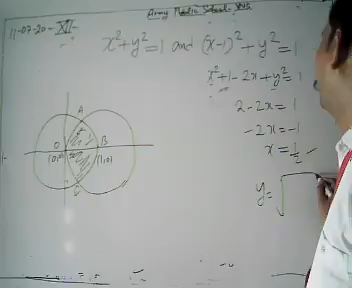 Army Public School
11-07-20- XII-
x²+y²=1 and (x-1)²+y²=1
x²+1-2x+y²=1
2-2x=1
-2x=-1
x=1/2
y=√
A
O
B
(0,0)
(1,0)
C